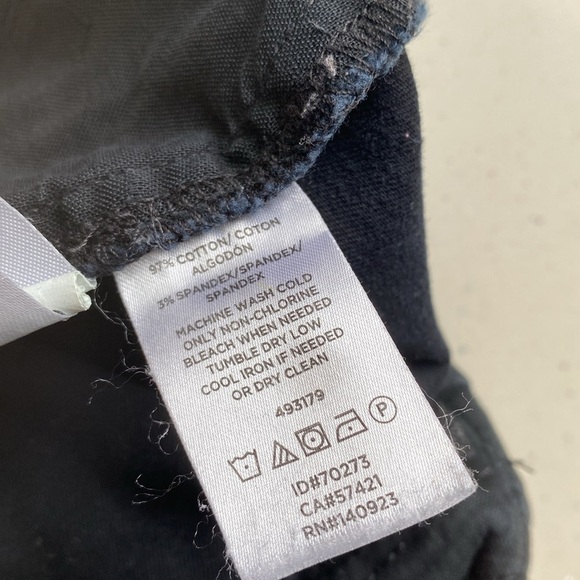 97% COTTON/ COTON
ALGODÓN
3% SPANDEX/SPANDEX/
SPANDEX
MACHINE WASH COLD
ONLY NON-CHLORINE
BLEACH WHEN NEEDED
TUMBLE DRY LOW
COOL IRON IF NEEDED
OR DRY CLEAN
493179
P
ID#70273
CA#57421
RN#140923